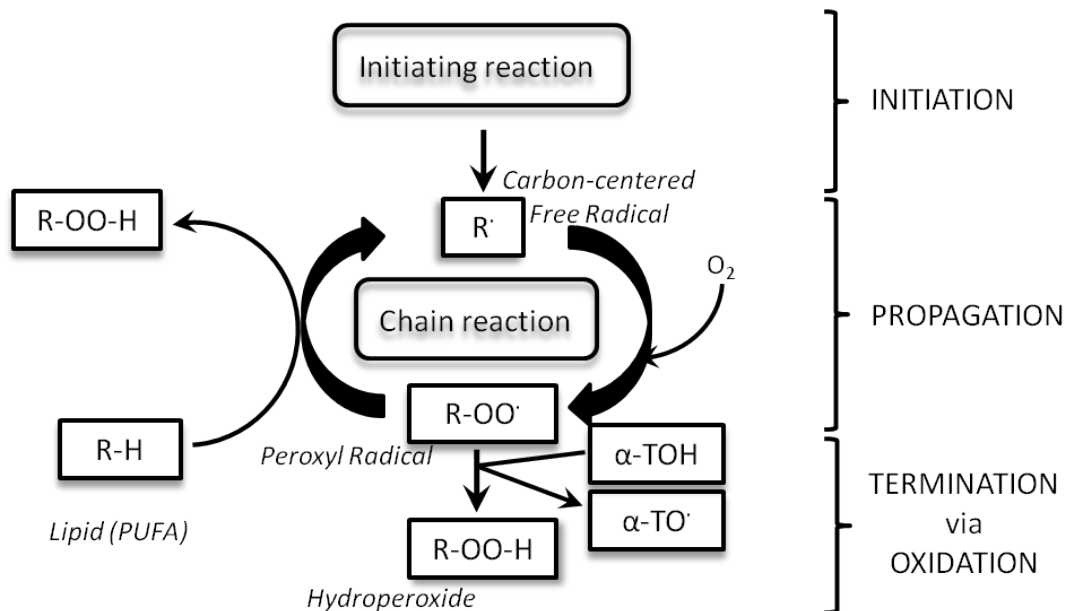 Initiating reaction
INITIATION
Carbon-centered
Free Radical
R-OO-H
R·
O₂
Chain reaction
PROPAGATION
R-OO·
R-H
Peroxyl Radical
α-TOH
TERMINATION
via
OXIDATION
α-TO·
Lipid (PUFA)
R-OO-H
Hydroperoxide